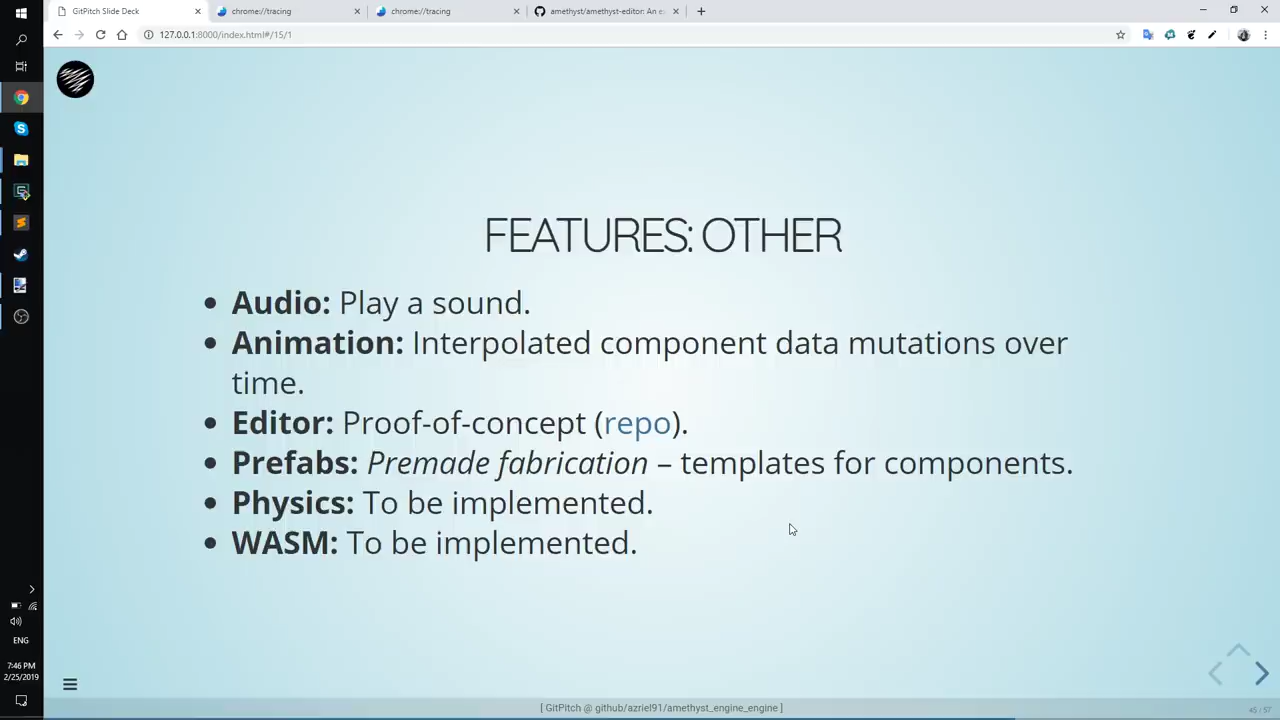 GitPitch Slide Deck
chrome://tracing
chrome://tracing
amethyst/amethyst-editor: An ex
127.0.0.1:8000/index.html#/15/1
FEATURES: OTHER
• Audio: Play a sound.
• Animation: Interpolated component data mutations over
time.
• Editor: Proof-of-concept (repo).
• Prefabs: Premade fabrication – templates for components.
• Physics: To be implemented.
• WASM: To be implemented.
ENG
7:46 PM
2/25/2019
[ GitPitch @ github/azriel91/amethyst_engine_engine ]
45 / 57